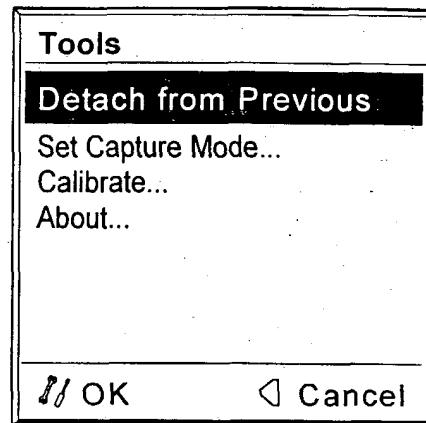 Tools
Detach from Previous
Set Capture Mode...
Calibrate...
About...
OK Cancel